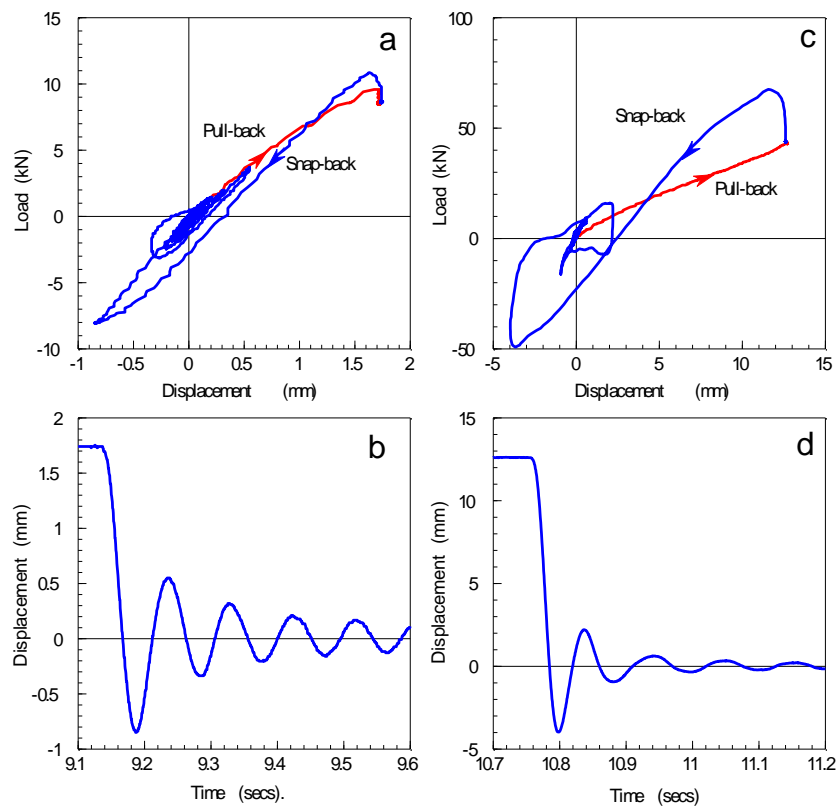 a
15
10
5
0
-5
-10
Load (kN)
Pull-back
Snap-back
-1 -0.5 0 0.5 1 1.5 2
Displacement (mm)
c
100
50
0
-50
Load (kN)
Snap-back
Pull-back
-5 0 5 10 15
Displacement (mm)
b
2
1.5
1
0.5
0
-0.5
-1
Displacement (mm)
9.1 9.2 9.3 9.4 9.5 9.6
Time (secs).
d
15
10
5
0
-5
Displacement (mm)
10.7 10.8 10.9 11 11.1 11.2
Time (secs)